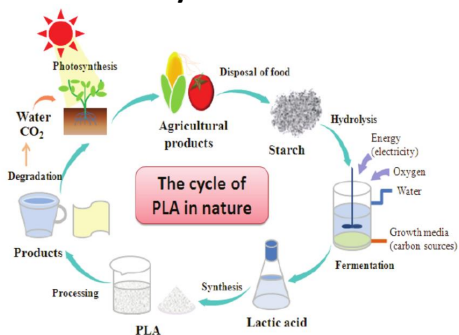 Photosynthesis
Disposal of food
Water
CO2
Agricultural
products
Starch
Hydrolysis
Energy
(electricity)
Oxygen
Water
Degradation
The cycle of
PLA in nature
Growth media
(carbon sources)
Products
Fermentation
Processing
Synthesis
PLA
Lactic acid